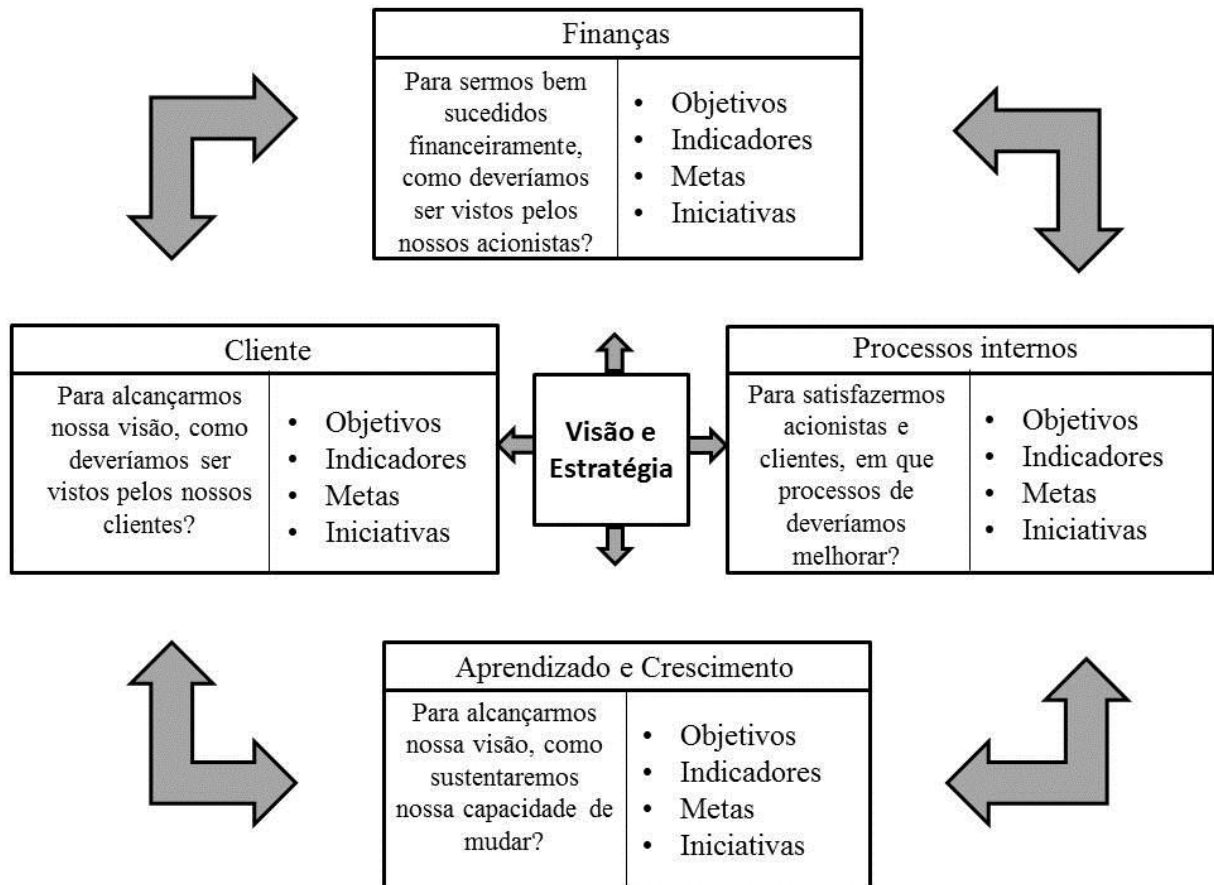 Finanças
Para sermos bem
sucedidos
financeiramente,
como deveríamos
ser vistos pelos
nossos acionistas?
• Objetivos
• Indicadores
• Metas
• Iniciativas
Cliente
Para alcançarmos
nossa visão, como
deveríamos ser
vistos pelos nossos
clientes?
• Objetivos
• Indicadores
• Metas
• Iniciativas
Visão e
Estratégia
Processos internos
Para satisfazermos
acionistas e
clientes, em que
processos de
deveríamos
melhorar?
• Objetivos
• Indicadores
• Metas
• Iniciativas
Aprendizado e Crescimento
Para alcançarmos
nossa visão, como
sustentaremos
nossa capacidade de
mudar?
• Objetivos
• Indicadores
• Metas
• Iniciativas